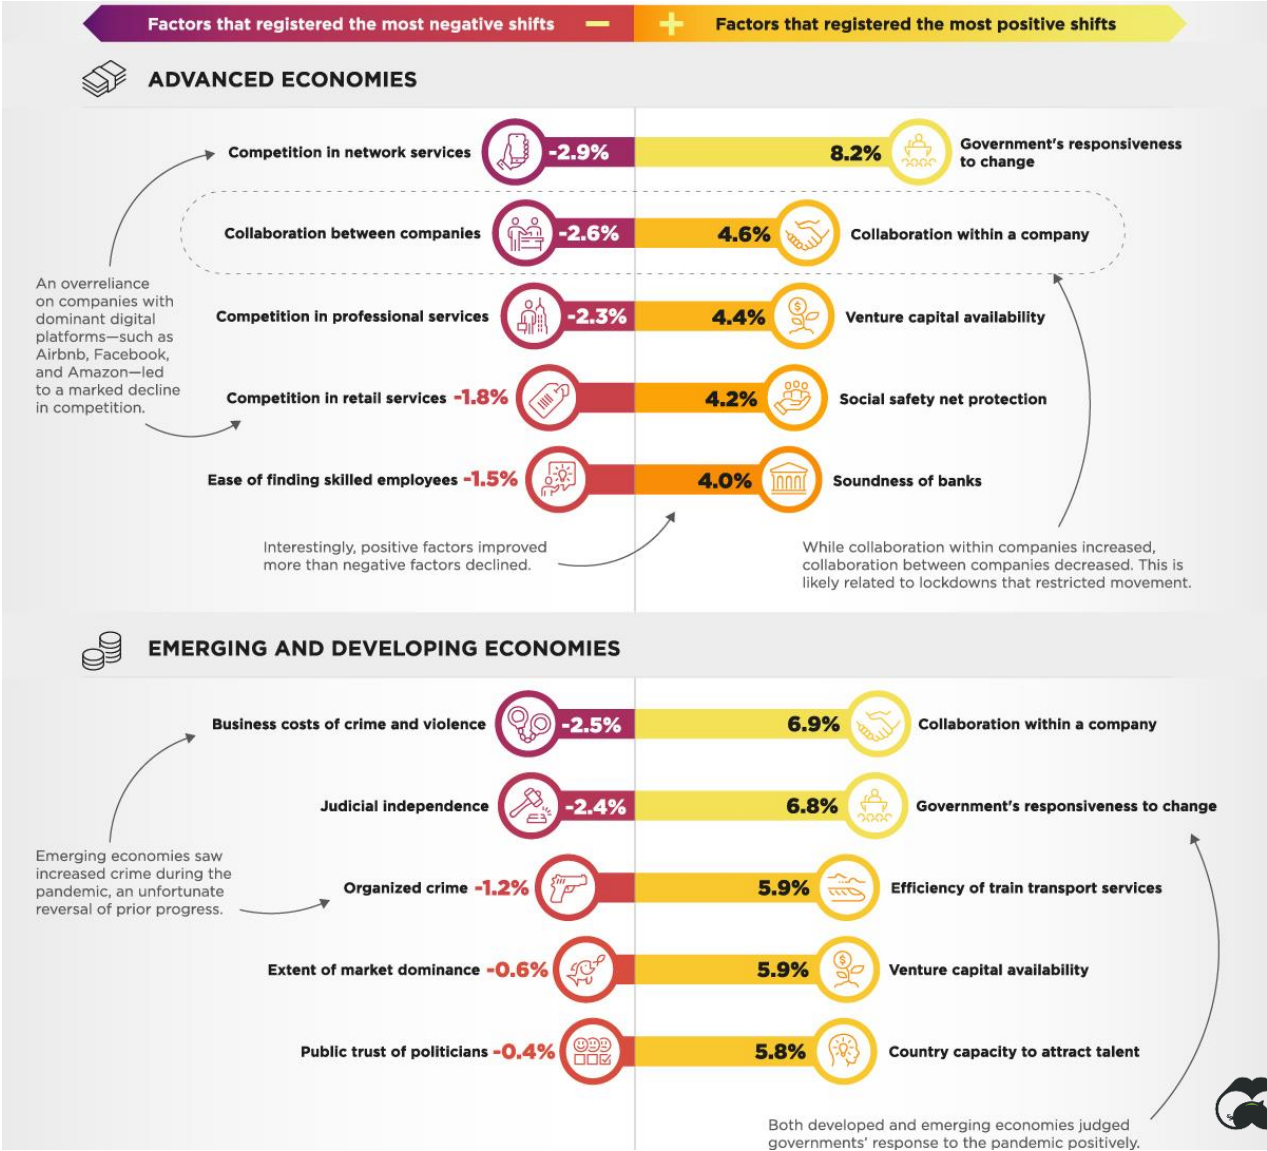 Factors that registered the most negative shifts −
+ Factors that registered the most positive shifts
ADVANCED ECONOMIES
Competition in network services -2.9%
8.2% Government's responsiveness
to change
Collaboration between companies -2.6%
4.6% Collaboration within a company
An overreliance
on companies with
dominant digital
platforms—such as
Airbnb, Facebook,
and Amazon—led
to a marked decline
in competition.
Competition in professional services -2.3%
4.4% Venture capital availability
Competition in retail services -1.8%
4.2% Social safety net protection
Ease of finding skilled employees -1.5%
4.0% Soundness of banks
Interestingly, positive factors improved
more than negative factors declined.
While collaboration within companies increased,
collaboration between companies decreased. This is
likely related to lockdowns that restricted movement.
EMERGING AND DEVELOPING ECONOMIES
Business costs of crime and violence -2.5%
6.9% Collaboration within a company
Judicial independence -2.4%
6.8% Government's responsiveness to change
Emerging economies saw
increased crime during the
pandemic, an unfortunate
reversal of prior progress.
Organized crime -1.2%
5.9% Efficiency of train transport services
Extent of market dominance -0.6%
5.9% Venture capital availability
Public trust of politicians -0.4%
5.8% Country capacity to attract talent
Both developed and emerging economies judged
governments' response to the pandemic positively.